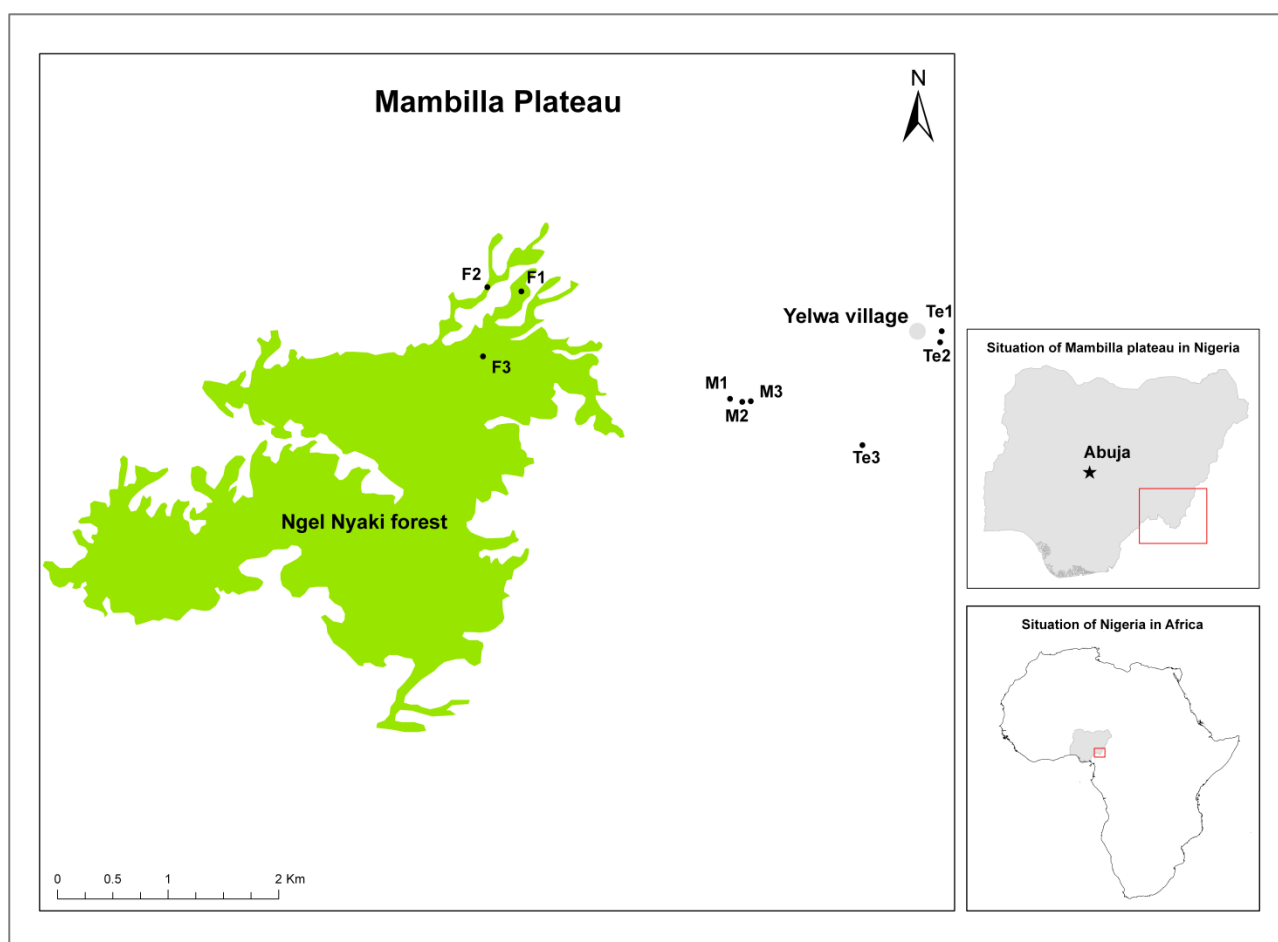 Mambilla Plateau
N
F2
F1
F3
Yelwa village
Te1
Te2
M1
M3
M2
Te3
Ngel Nyaki forest
0 0.5 1 2 Km
Situation of Mambilla plateau in Nigeria
Abuja
Situation of Nigeria in Africa